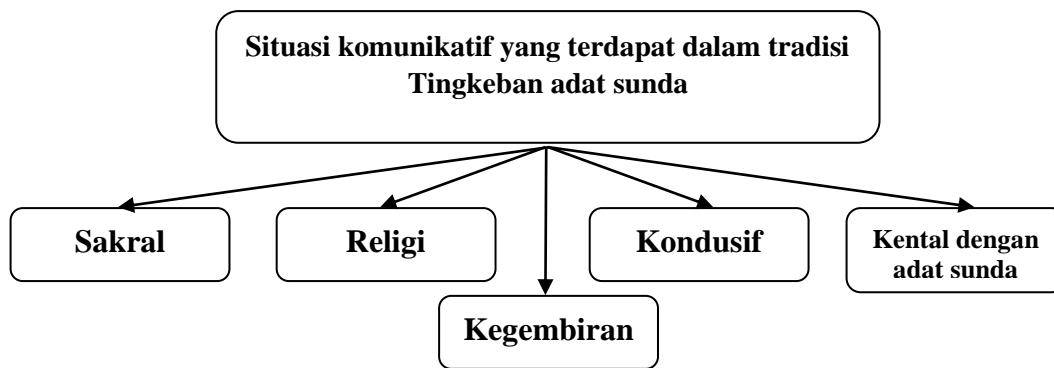 Situasi komunikatif yang terdapat dalam tradisi
Tingkeban adat sunda
Sakral
Religi
Kondusif
Kental dengan
adat sunda
Kegembiran